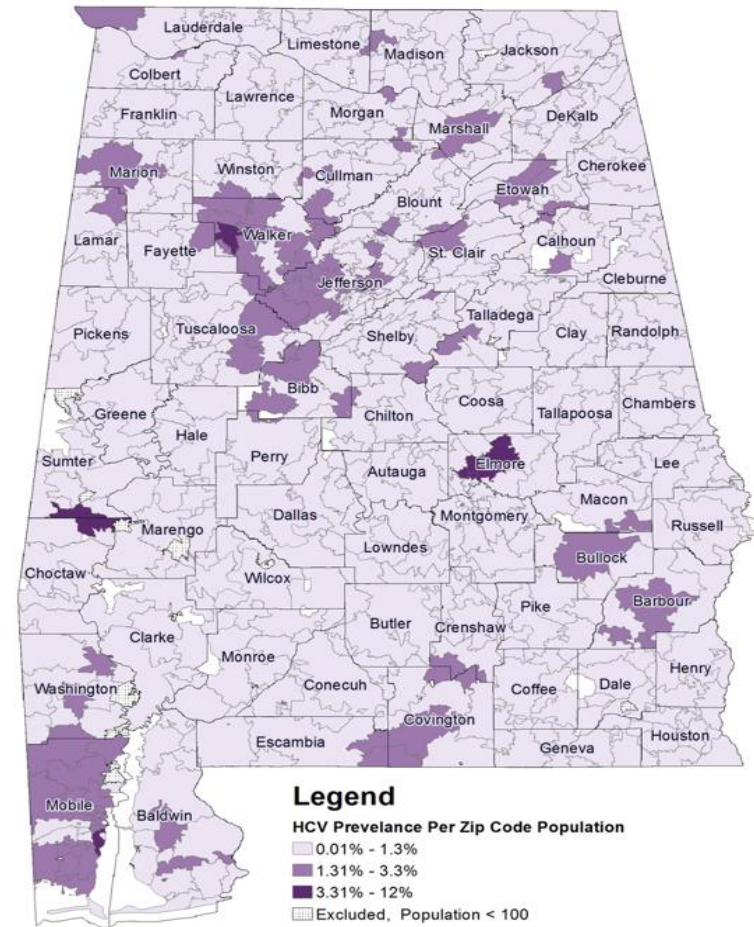 Lauderdale
Limestone
Madison
Jackson
Colbert
Lawrence
Franklin
Morgan
Marshall
DeKalb
Marion
Winston
Cullman
Etowah
Cherokee
Blount
Lamar
Fayette
Walker
St. Clair
Calhoun
Jefferson
Cleburne
Pickens
Tuscaloosa
Shelby
Talladega
Clay
Randolph
Bibb
Greene
Hale
Chilton
Coosa
Tallapoosa
Chambers
Sumter
Perry
Autauga
Elmore
Lee
Macon
Marengo
Dallas
Montgomery
Russell
Lowndes
Bullock
Choctaw
Wilcox
Barbour
Clarke
Butler
Crenshaw
Pike
Monroe
Conecuh
Washington
Coffee
Dale
Henry
Covington
Escambia
Geneva
Houston
Mobile
Baldwin
Legend
HCV Prevelance Per Zip Code Population
0.01% - 1.3%
1.31% - 3.3%
3.31% - 12%
Excluded, Population < 100